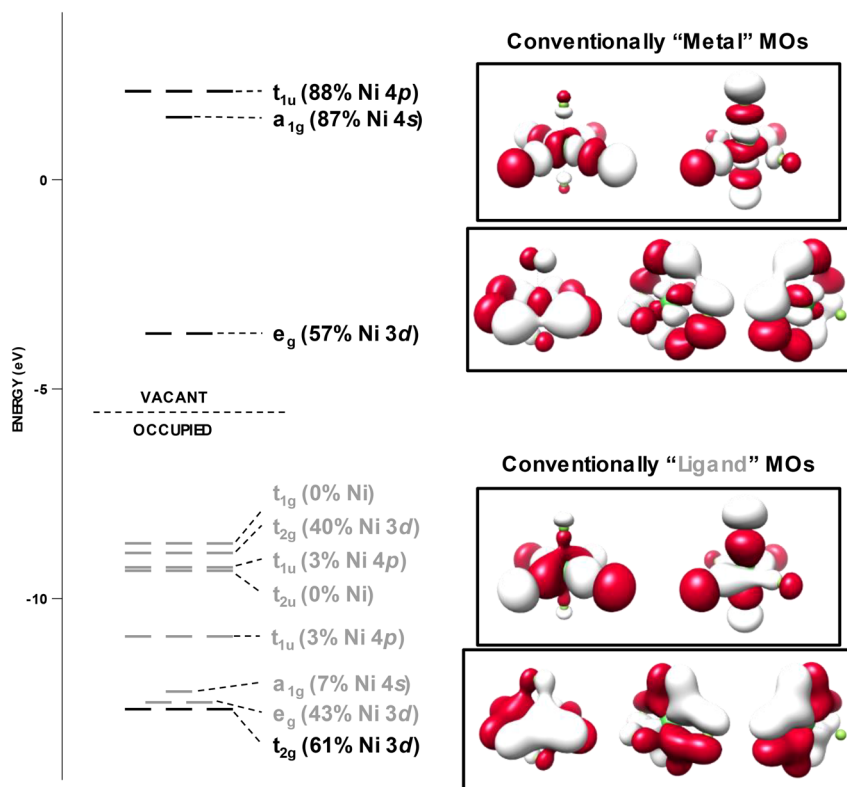 Conventionally “Metal” MOs
t1u (88% Ni 4p)
a1g (87% Ni 4s)
0
eg (57% Ni 3d)
-5
ENERGY (eV)
VACANT
OCCUPIED
Conventionally “Ligand” MOs
t1g (0% Ni)
t2g (40% Ni 3d)
t1u (3% Ni 4p)
t2u (0% Ni)
-10
t1u (3% Ni 4p)
a1g (7% Ni 4s)
eg (43% Ni 3d)
t2g (61% Ni 3d)